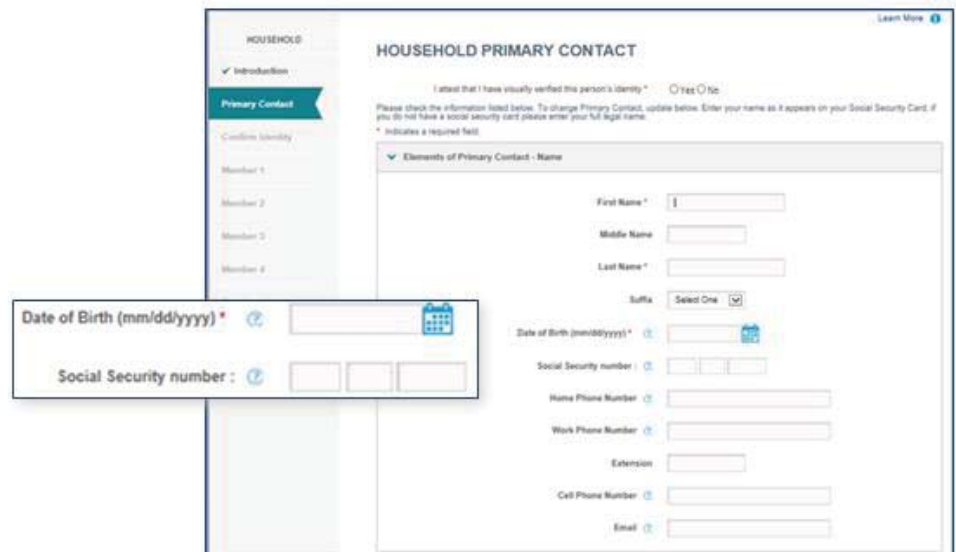 Learn More
HOUSEHOLD
✔ Introduction
Primary Contact
Confirm Identity
Member 1
Member 2
Member 3
Member 4
HOUSEHOLD PRIMARY CONTACT
I attest that I have visually verified this person's identity * Yes No
Please check the information listed below. To change Primary Contact, update below. Enter your name as it appears on your Social Security Card, if
you do not have a social security card please enter your full legal name.
* Indicates a required field.
Elements of Primary Contact - Name
First Name *
Middle Name
Last Name *
Suffix Select One
Date of Birth (mm/dd/yyyy) *
Social Security number :
Home Phone Number
Work Phone Number
Extension
Cell Phone Number
Email
Date of Birth (mm/dd/yyyy) *
Social Security number :